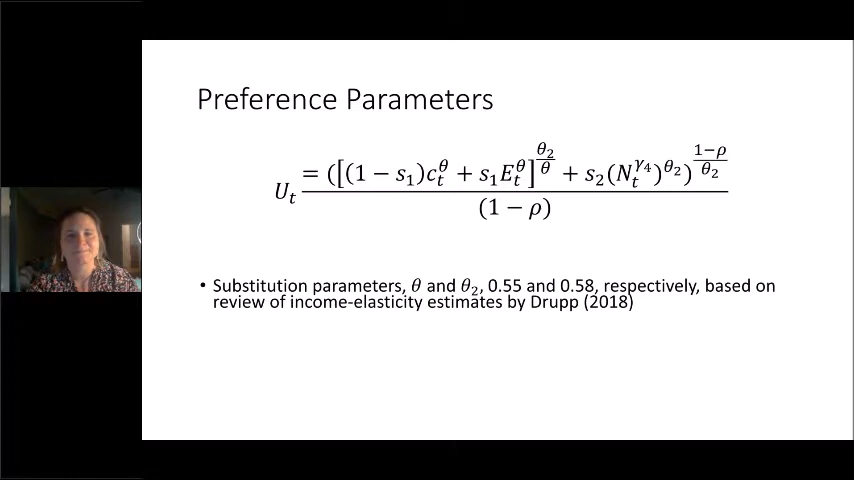 Preference Parameters
U_t = ([(1 − s_1)c_t^θ + s_1E_t^θ]^{θ_2/θ} + s_2(N_t^{γ_4})^{θ_2})^{(1−ρ)/θ_2} / (1 − ρ)
• Substitution parameters, θ and θ_2, 0.55 and 0.58, respectively, based on
review of income-elasticity estimates by Drupp (2018)